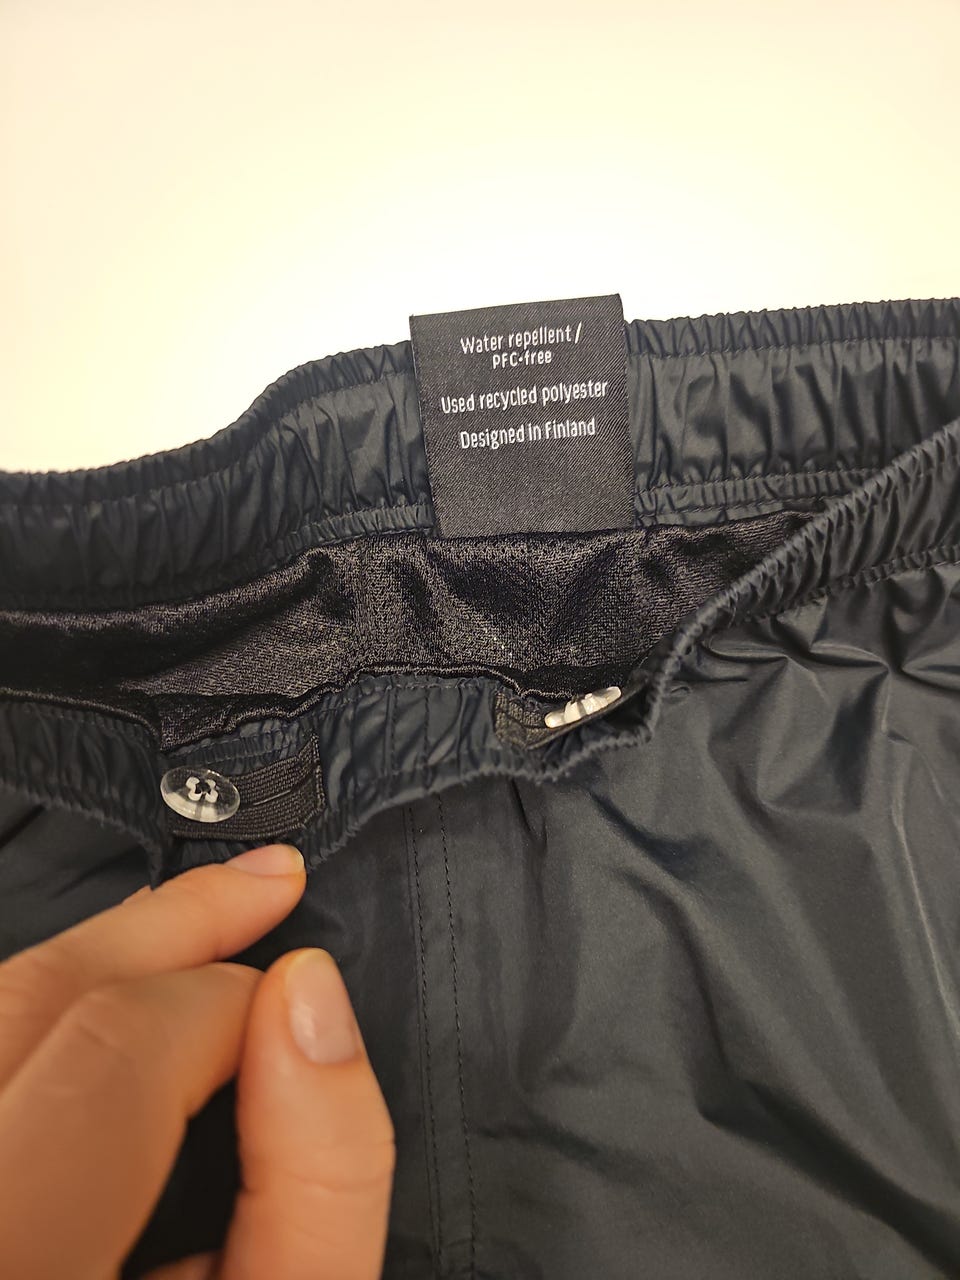 Water repellent /
PFC-free
Used recycled polyester
Designed in Finland